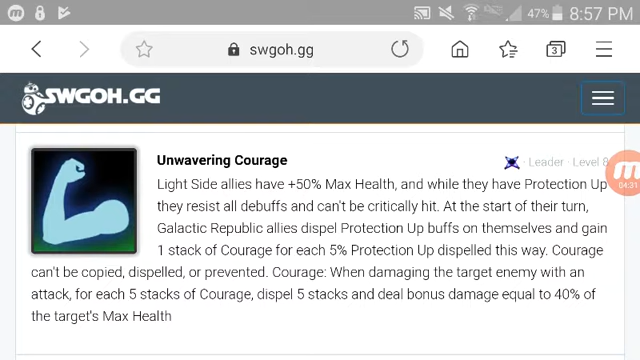 47% 8:57 PM
swgoh.gg
3
SWGOH.GG
Unwavering Courage
· Leader · Level 8
Light Side allies have +50% Max Health, and while they have Protection Up
they resist all debuffs and can't be critically hit. At the start of their turn,
Galactic Republic allies dispel Protection Up buffs on themselves and gain
1 stack of Courage for each 5% Protection Up dispelled this way. Courage
can't be copied, dispelled, or prevented. Courage: When damaging the target enemy with an
attack, for each 5 stacks of Courage, dispel 5 stacks and deal bonus damage equal to 40% of
the target's Max Health
04:31